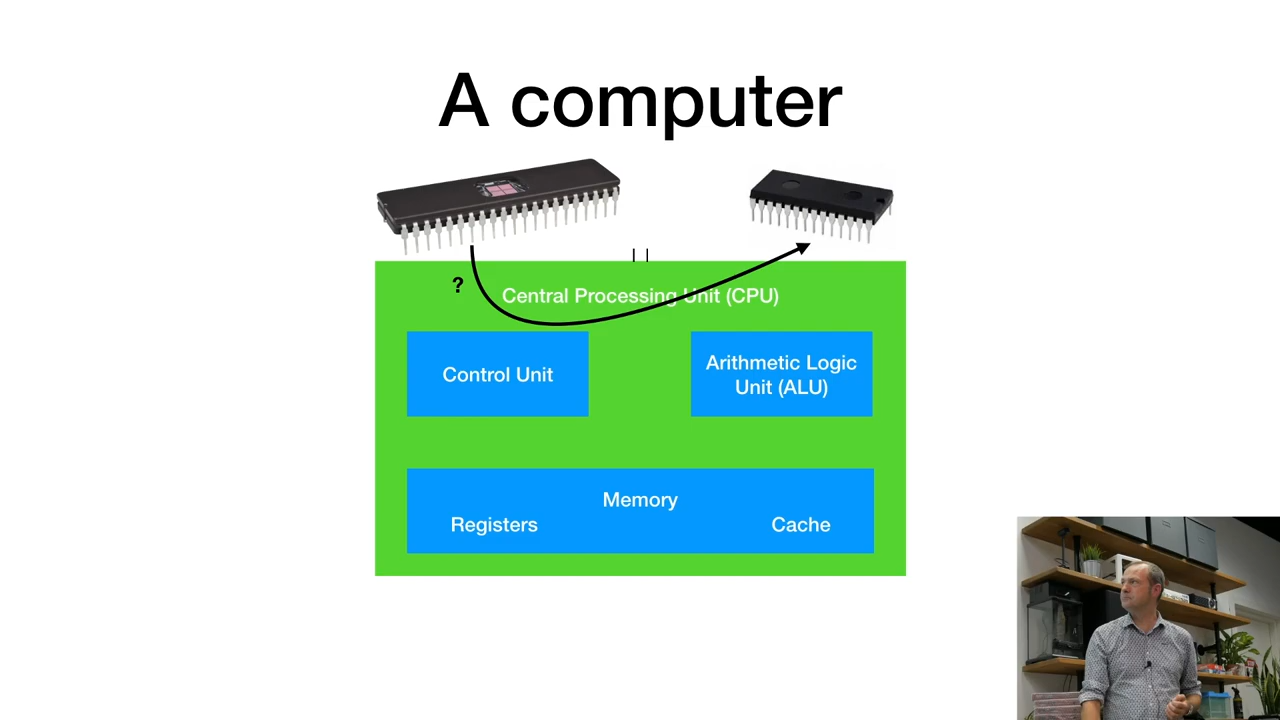 A computer
?
Central Processing Unit (CPU)
Control Unit
Arithmetic Logic
Unit (ALU)
Memory
Registers
Cache